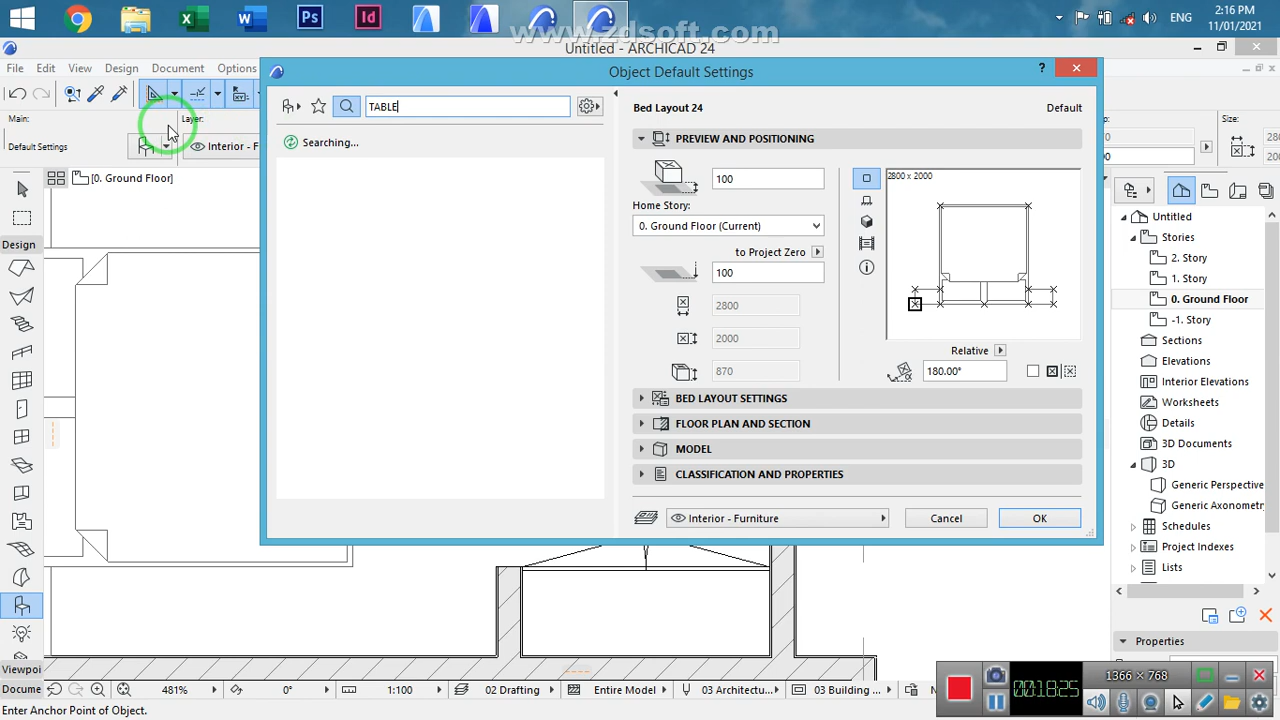 2:16 PM
ENG
11/01/2021
www.zdsoft.com
Untitled - ARCHICAD 24
File Edit View Design Document Options
Object Default Settings
?
Main:
Layer:
Size:
Default Settings
Interior - F
TABLE
Bed Layout 24
Default
Searching...
PREVIEW AND POSITIONING
[0. Ground Floor]
100
2800 x 2000
Home Story:
0. Ground Floor (Current)
to Project Zero
100
2800
2000
870
Relative
180.00°
BED LAYOUT SETTINGS
FLOOR PLAN AND SECTION
MODEL
CLASSIFICATION AND PROPERTIES
Interior - Furniture
Cancel
OK
Design
Viewpoi
Docume
Untitled
Stories
2. Story
1. Story
0. Ground Floor
-1. Story
Sections
Elevations
Interior Elevations
Worksheets
Details
3D Documents
3D
Generic Perspective
Generic Axonometry
Schedules
Project Indexes
Lists
Properties
481%
0°
1:100
02 Drafting
Entire Model
03 Architectu...
03 Building ...
Enter Anchor Point of Object.
00:18:25
1366 × 768